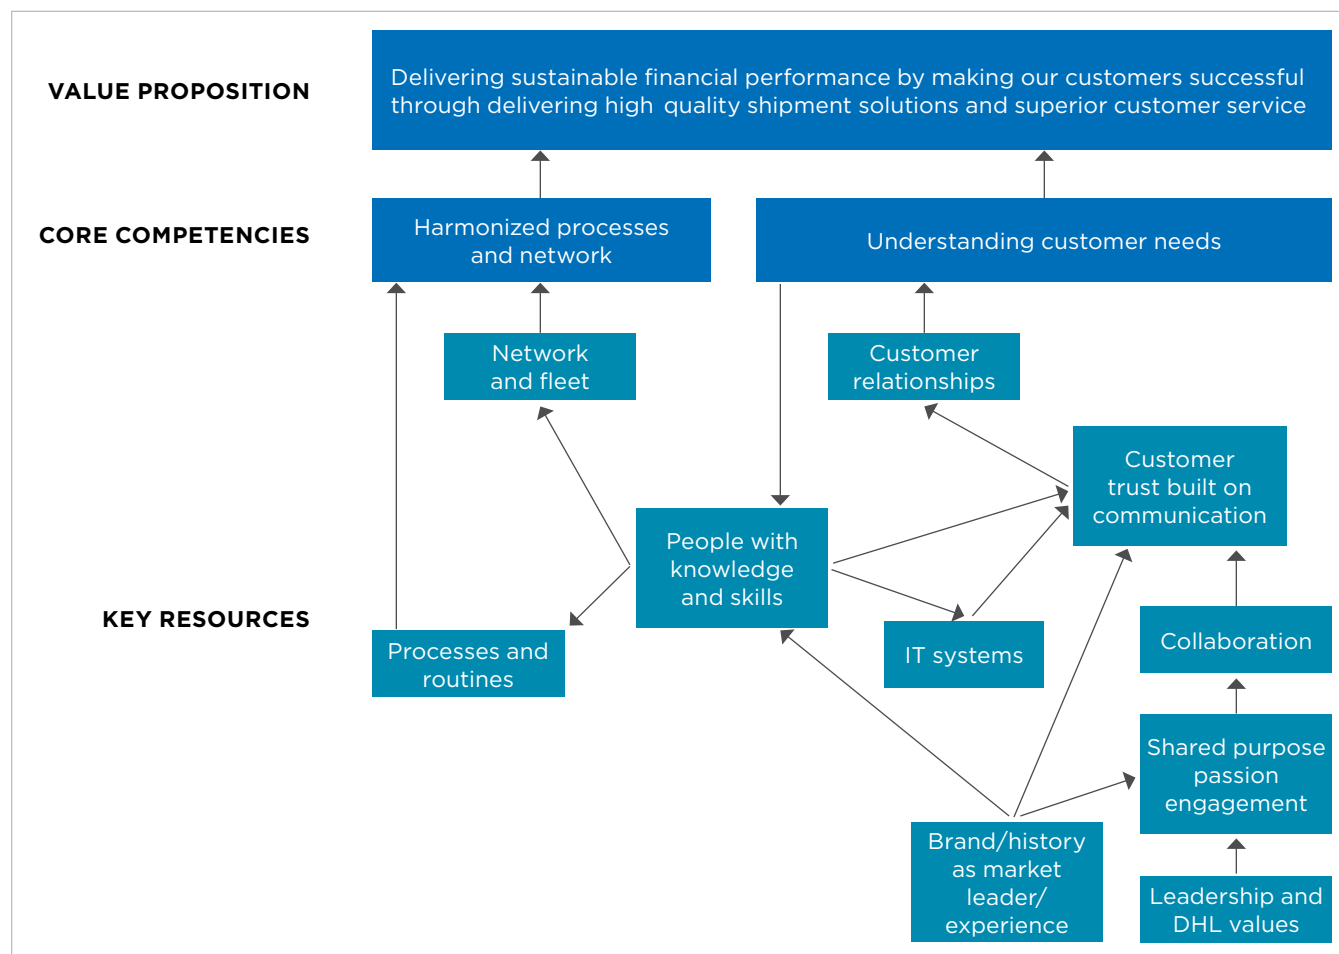 VALUE PROPOSITION
Delivering sustainable financial performance by making our customers successful
through delivering high quality shipment solutions and superior customer service
CORE COMPETENCIES
Harmonized processes
and network
Understanding customer needs
Network
and fleet
Customer
relationships
Customer
trust built on
communication
People with
knowledge
and skills
KEY RESOURCES
Processes and
routines
IT systems
Collaboration
Shared purpose
passion
engagement
Brand/history
as market
leader/
experience
Leadership and
DHL values